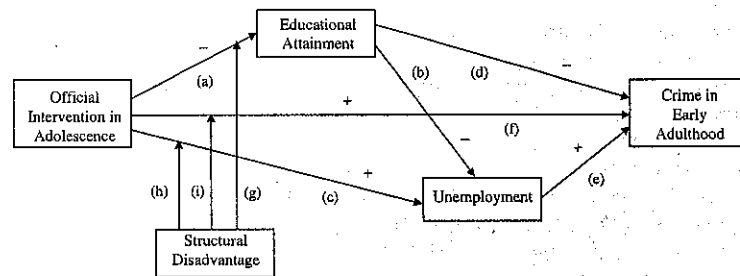 Educational
Attainment
−
(a)
(b)
(d)
−
Official
Intervention in
Adolescence
+
(f)
Crime in
Early
Adulthood
−
+
(h)
(i)
(g)
(c)
+
Unemployment
(e)
Structural
Disadvantage